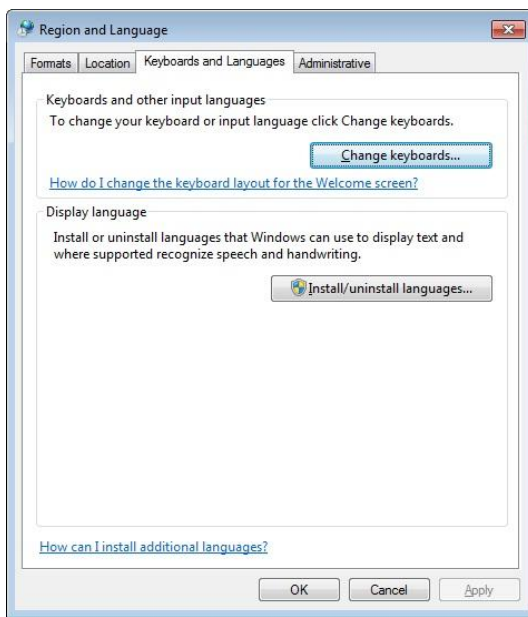 Region and Language
Formats Location Keyboards and Languages Administrative
Keyboards and other input languages
To change your keyboard or input language click Change keyboards.
Change keyboards...
How do I change the keyboard layout for the Welcome screen?
Display language
Install or uninstall languages that Windows can use to display text and
where supported recognize speech and handwriting.
Install/uninstall languages...
How can I install additional languages?
OK Cancel Apply